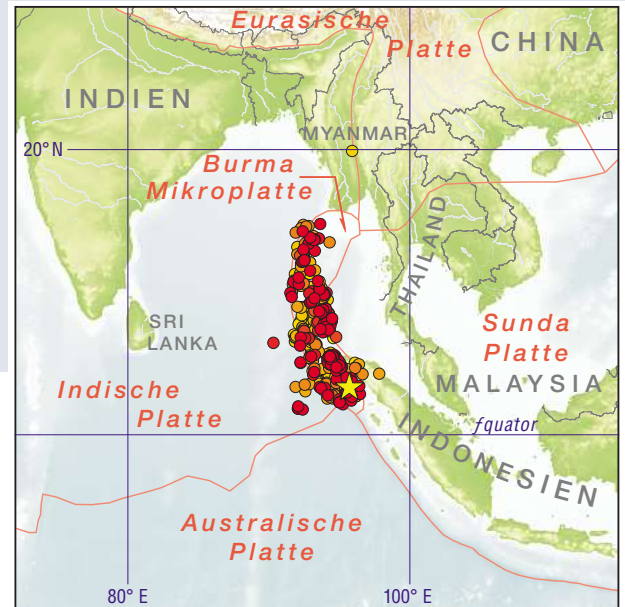 Eurasische
Platte
CHINA
INDIEN
MYANMAR
20° N
Burma
Mikroplatte
THAILAND
SRI
LANKA
Sunda
Platte
Indische
Platte
MALAYSIA
ƒquator
INDONESIEN
Australische
Platte
80° E
100° E